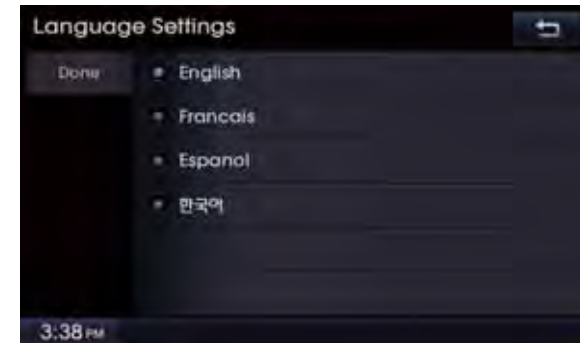 Language Settings
Done
English
Francais
Espanol
한국어
3:38 PM